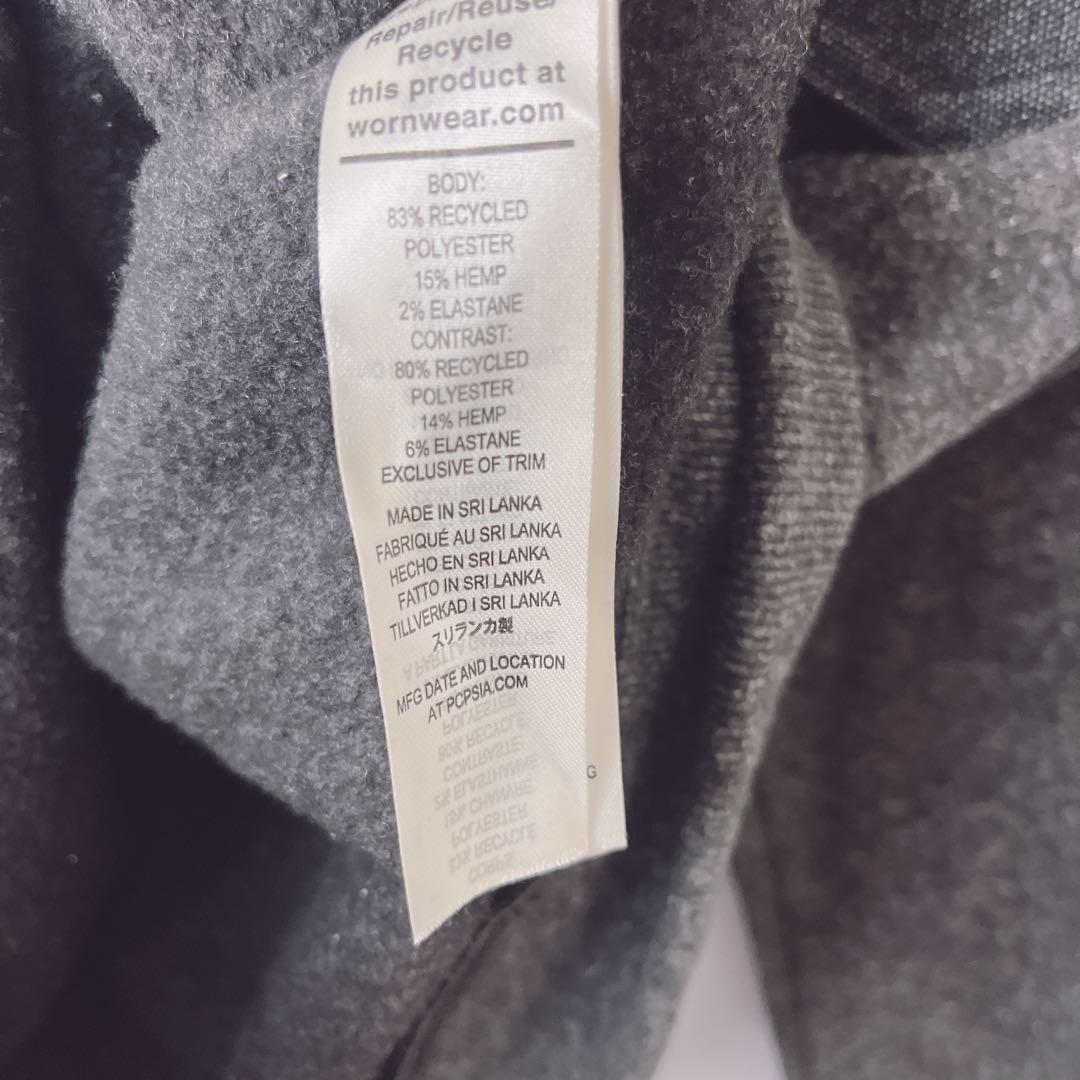 Repair/Reuse/
Recycle
this product at
wornwear.com
BODY:
83% RECYCLED
POLYESTER
15% HEMP
2% ELASTANE
CONTRAST:
80% RECYCLED
POLYESTER
14% HEMP
6% ELASTANE
EXCLUSIVE OF TRIM
MADE IN SRI LANKA
FABRIQUÉ AU SRI LANKA
HECHO EN SRI LANKA
FATTO IN SRI LANKA
TILLVERKAD I SRI LANKA
スリランカ製
MFG DATE AND LOCATION
AT PCPSIA.COM
G